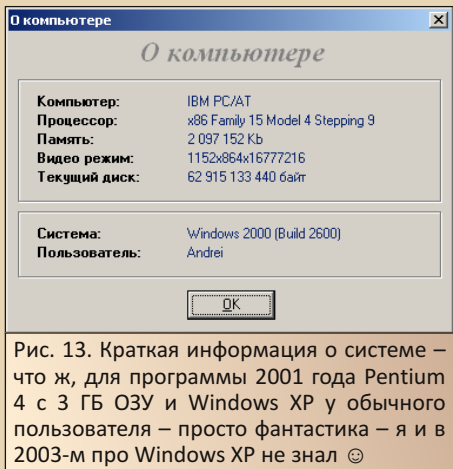 О компьютере
О компьютере
Компьютер: IBM PC/AT
Процессор: x86 Family 15 Model 4 Stepping 9
Память: 2 097 152 Kb
Видео режим: 1152x864x16777216
Текущий диск: 62 915 133 440 байт
Система: Windows 2000 (Build 2600)
Пользователь: Andrei
OK
Рис. 13. Краткая информация о системе –
что ж, для программы 2001 года Pentium
4 с 3 ГБ ОЗУ и Windows XP у обычного
пользователя – просто фантастика – я и в
2003-м про Windows XP не знал ☺